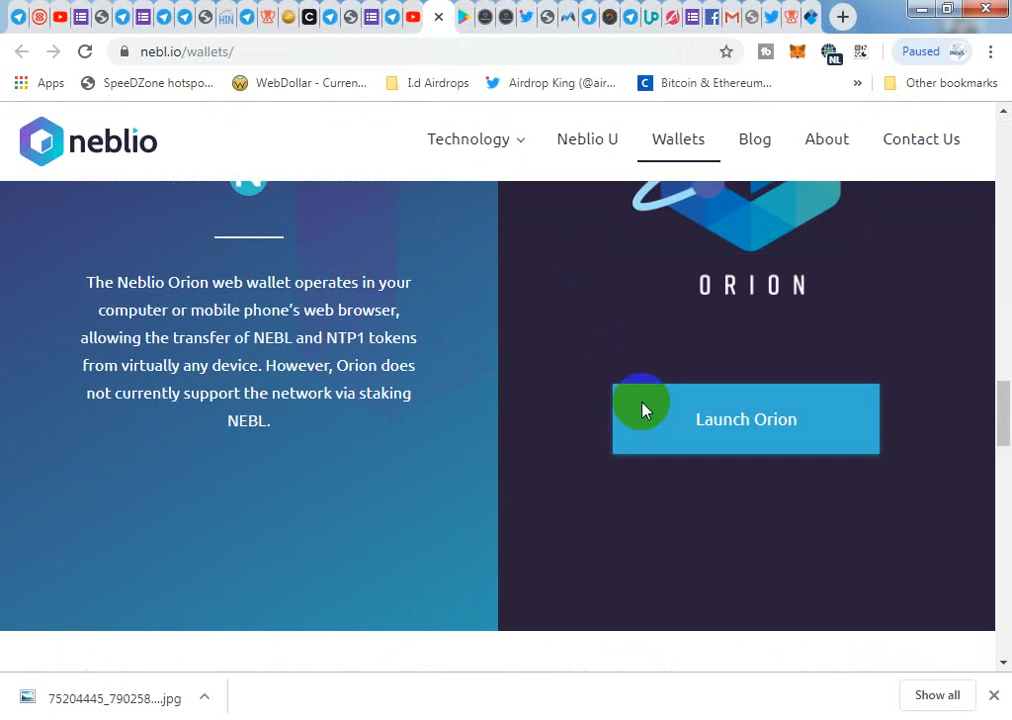 nebl.io/wallets/
Paused
NL
Apps
SpeeDZone hotspo...
WebDollar - Curren...
I.d Airdrops
Airdrop King (@air...
Bitcoin & Ethereum...
»
Other bookmarks
neblio
Technology
Neblio U
Wallets
Blog
About
Contact Us
The Neblio Orion web wallet operates in your
computer or mobile phone's web browser,
allowing the transfer of NEBL and NTP1 tokens
from virtually any device. However, Orion does
not currently support the network via staking
NEBL.
ORION
Launch Orion
75204445_790258....jpg
Show all